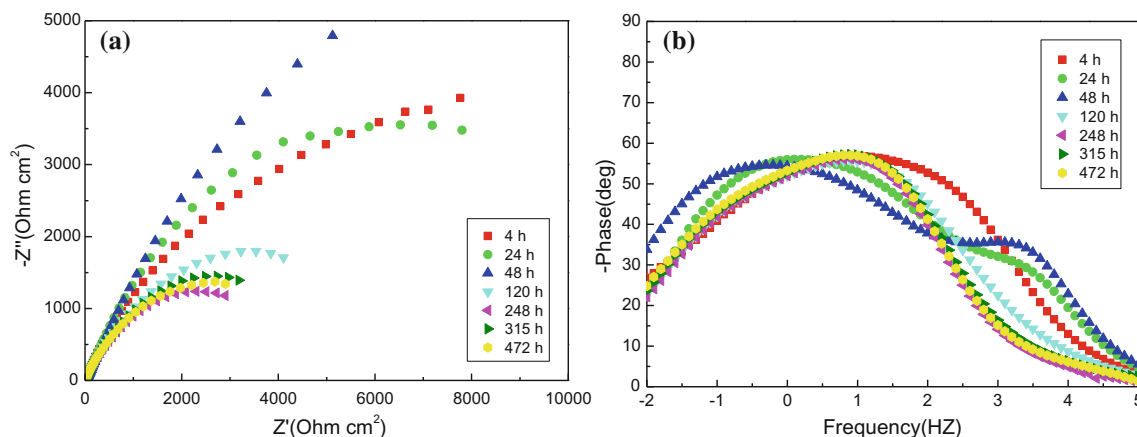 (a)
5000
4000
3000
2000
1000
0
-Z''(Ohm cm²)
0 2000 4000 6000 8000 10000
Z'(Ohm cm²)
4 h
24 h
48 h
120 h
248 h
315 h
472 h
(b)
90
80
70
60
50
40
30
20
10
0
-Phase(deg)
-2 -1 0 1 2 3 4 5
Frequency(HZ)
4 h
24 h
48 h
120 h
248 h
315 h
472 h